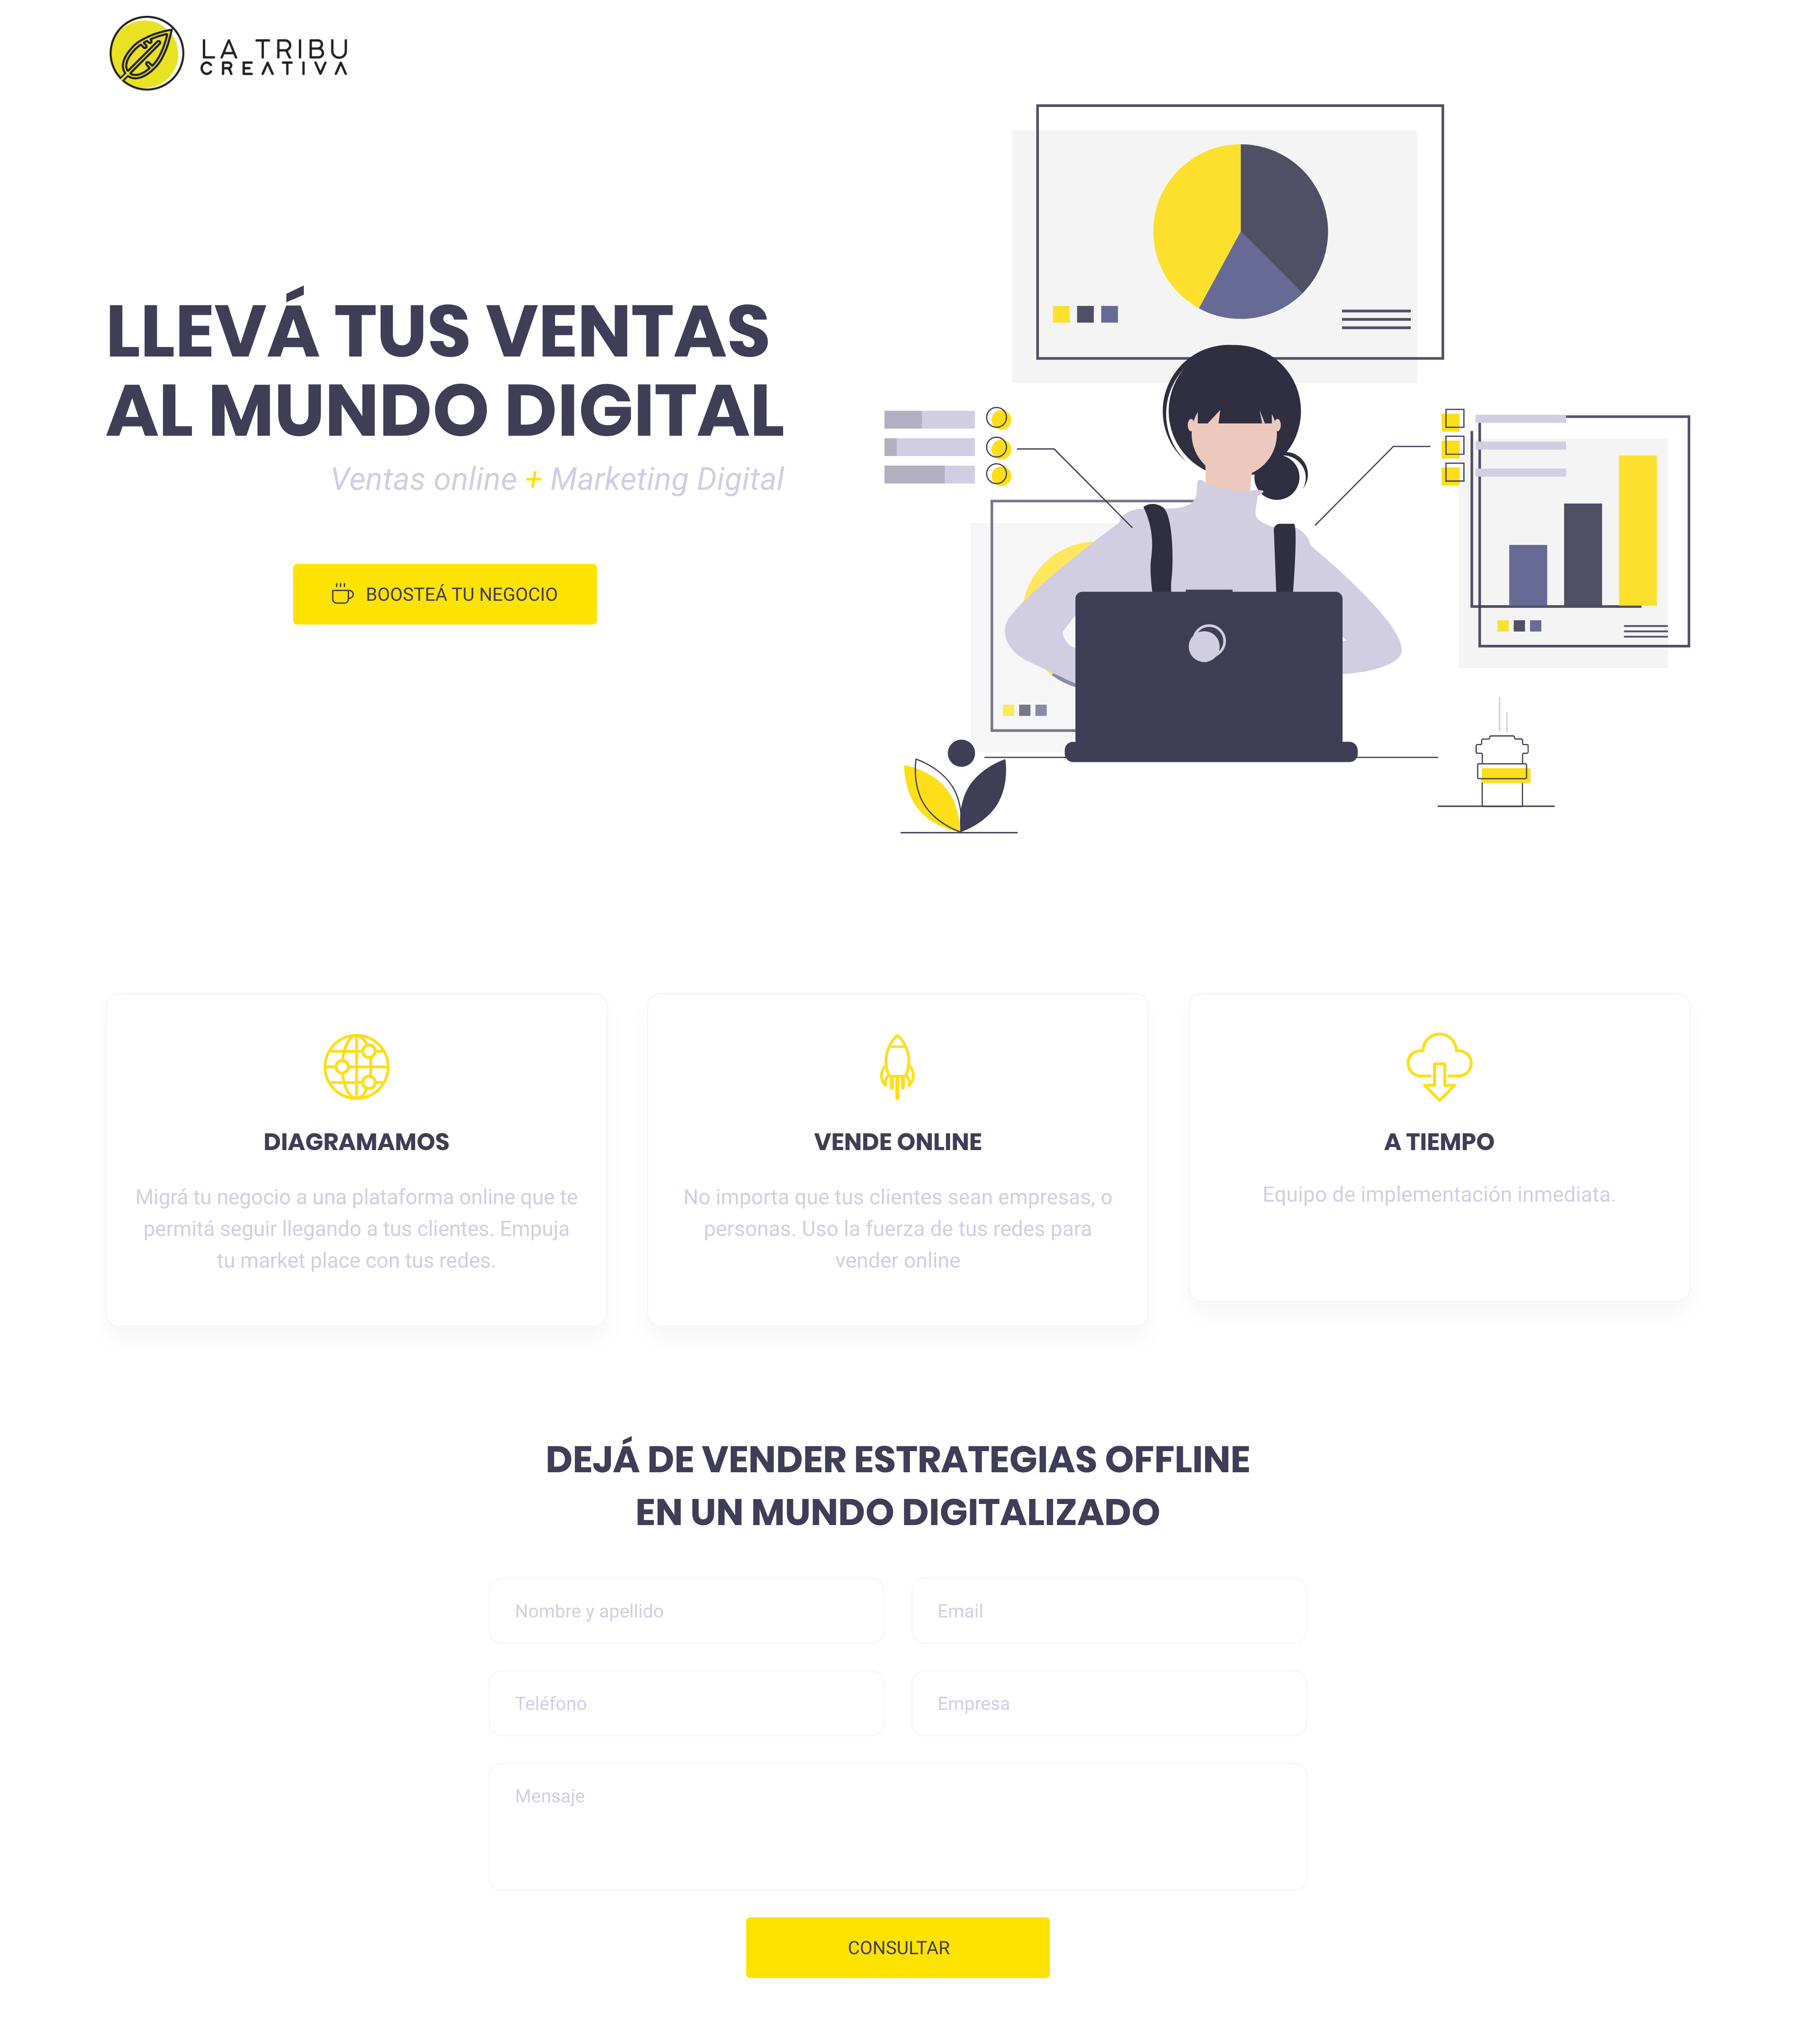 LA TRIBU
CREATIVA
LLEVÁ TUS VENTAS
AL MUNDO DIGITAL
Ventas online + Marketing Digital
BOOSTEÁ TU NEGOCIO
DIAGRAMAMOS
Migrá tu negocio a una plataforma online que te
permitá seguir llegando a tus clientes. Empuja
tu market place con tus redes.
VENDE ONLINE
No importa que tus clientes sean empresas, o
personas. Uso la fuerza de tus redes para
vender online
A TIEMPO
Equipo de implementación inmediata.
DEJÁ DE VENDER ESTRATEGIAS OFFLINE
EN UN MUNDO DIGITALIZADO
Nombre y apellido
Email
Teléfono
Empresa
Mensaje
CONSULTAR